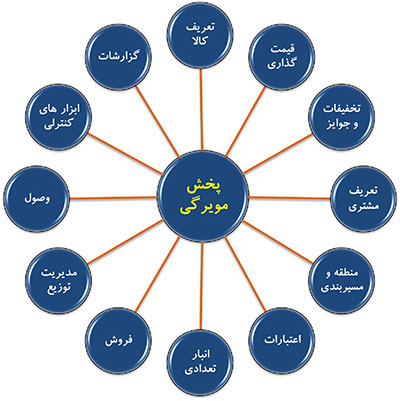 پخش
مویرگی
تعریف
کالا
قیمت
گذاری
تخفیفات
و جوایز
تعریف
مشتری
منطقه و
مسیربندی
اعتبارات
انبار
تعدادی
فروش
مدیریت
توزیع
وصول
ابزار های
کنترلی
گزارشات